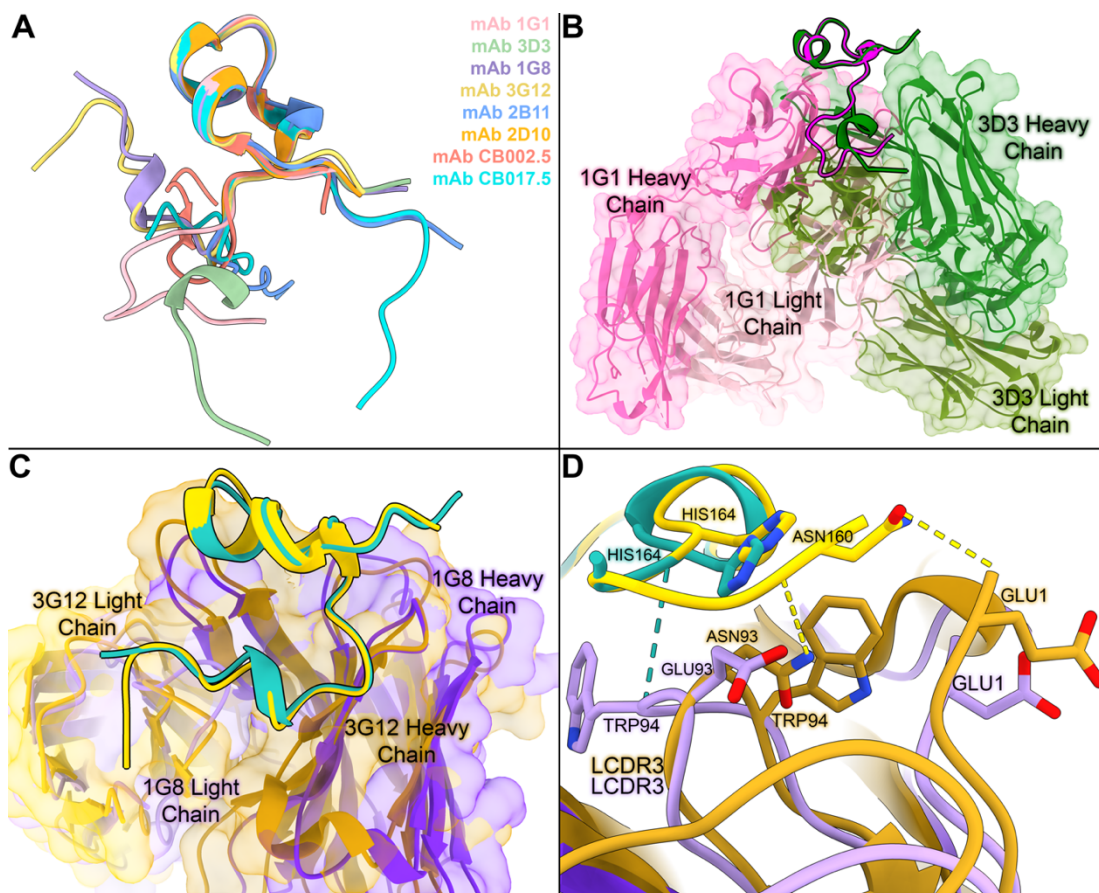 A
mAb 1G1
mAb 3D3
mAb 1G8
mAb 3G12
mAb 2B11
mAb 2D10
mAb CB002.5
mAb CB017.5
B
1G1 Heavy
Chain
3D3 Heavy
Chain
1G1 Light
Chain
3D3 Light
Chain
C
3G12 Light
Chain
1G8 Heavy
Chain
3G12 Heavy
Chain
1G8 Light
Chain
D
HIS164
HIS164
ASN160
GLU1
ASN93
GLU93
GLU1
TRP94
TRP94
LCDR3
LCDR3